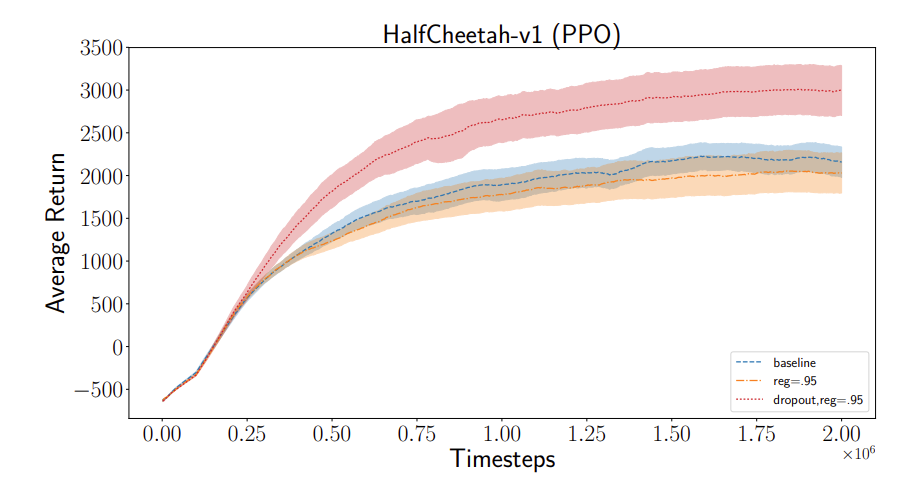 HalfCheetah-v1 (PPO)
3500
3000
2500
2000
1500
1000
500
0
−500
Average Return
baseline
reg=.95
dropout,reg=.95
0.00 0.25 0.50 0.75 1.00 1.25 1.50 1.75 2.00
×10⁶
Timesteps